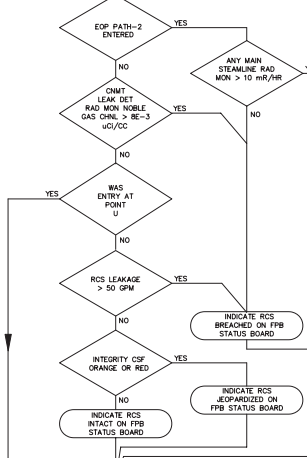 EOP PATH-2
ENTERED
YES
NO
ANY MAIN
STEAMLINE RAD
MON > 10 mR/HR
NO
CNMT
LEAK DET
RAD MON NOBLE
GAS CHNL > 8E-3
uCi/CC
YES
NO
YES
WAS
ENTRY AT
POINT
U
NO
RCS LEAKAGE
> 50 GPM
YES
NO
INDICATE RCS
BREACHED ON FPB
STATUS BOARD
INTEGRITY CSF
ORANGE OR RED
YES
NO
INDICATE RCS
JEOPARDIZED ON
FPB STATUS BOARD
INDICATE RCS
INTACT ON FPB
STATUS BOARD